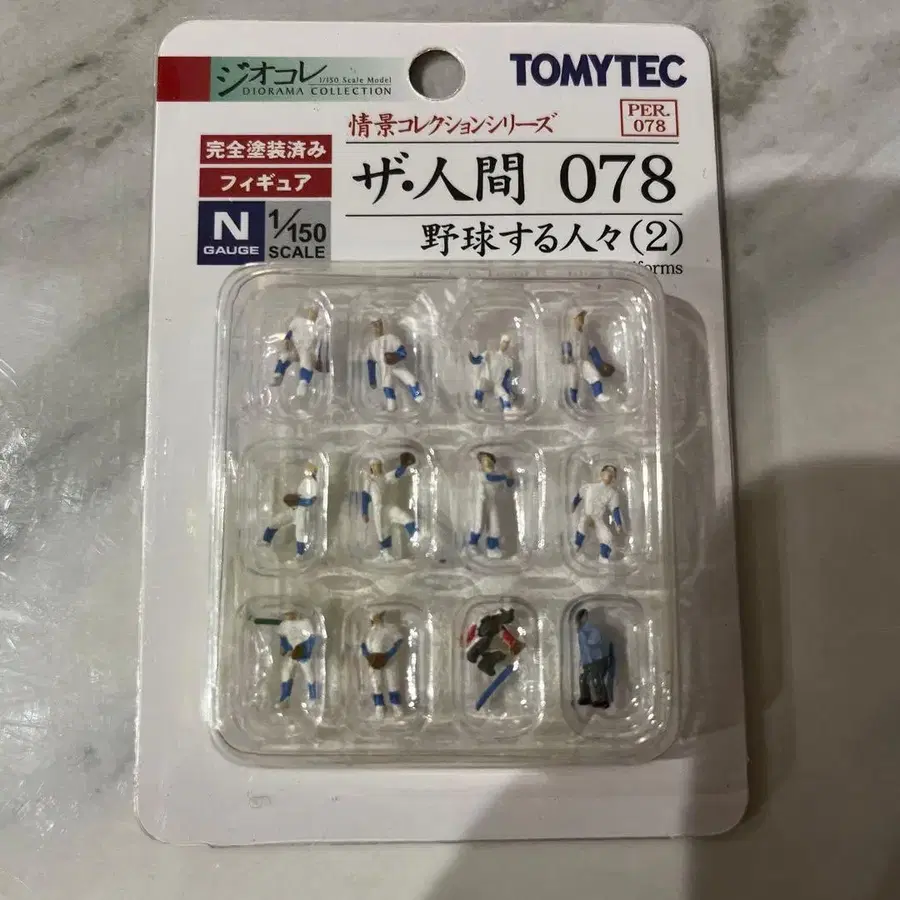 ジオコレ
1/150 Scale Model
DIORAMA COLLECTION
TOMYTEC
情景コレクションシリーズ
PER.
078
完全塗装済み
フィギュア
ザ・人間 078
N
GAUGE
1/150
SCALE
野球する人々(2)